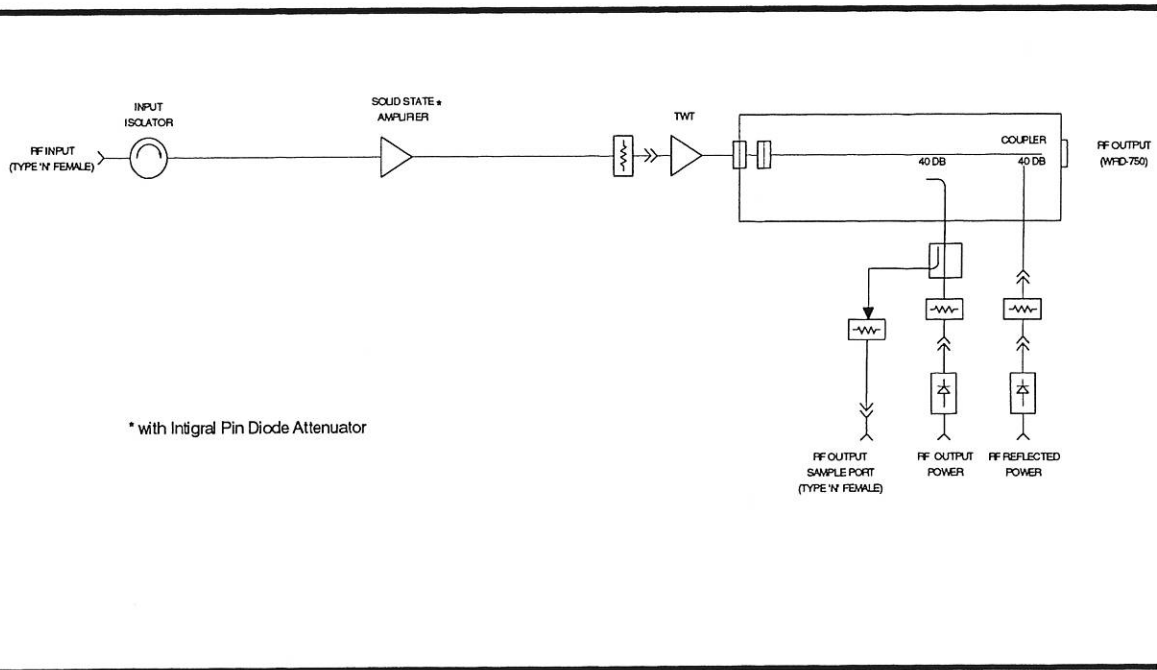 INPUT
ISOLATOR
RF INPUT
(TYPE 'N' FEMALE)
SOLID STATE *
AMPLIFIER
TWT
COUPLER
40 DB
40 DB
RF OUTPUT
(WRD-750)
* with Intigral Pin Diode Attenuator
RF OUTPUT
SAMPLE PORT
(TYPE 'N' FEMALE)
RF OUTPUT
POWER
RF REFLECTED
POWER